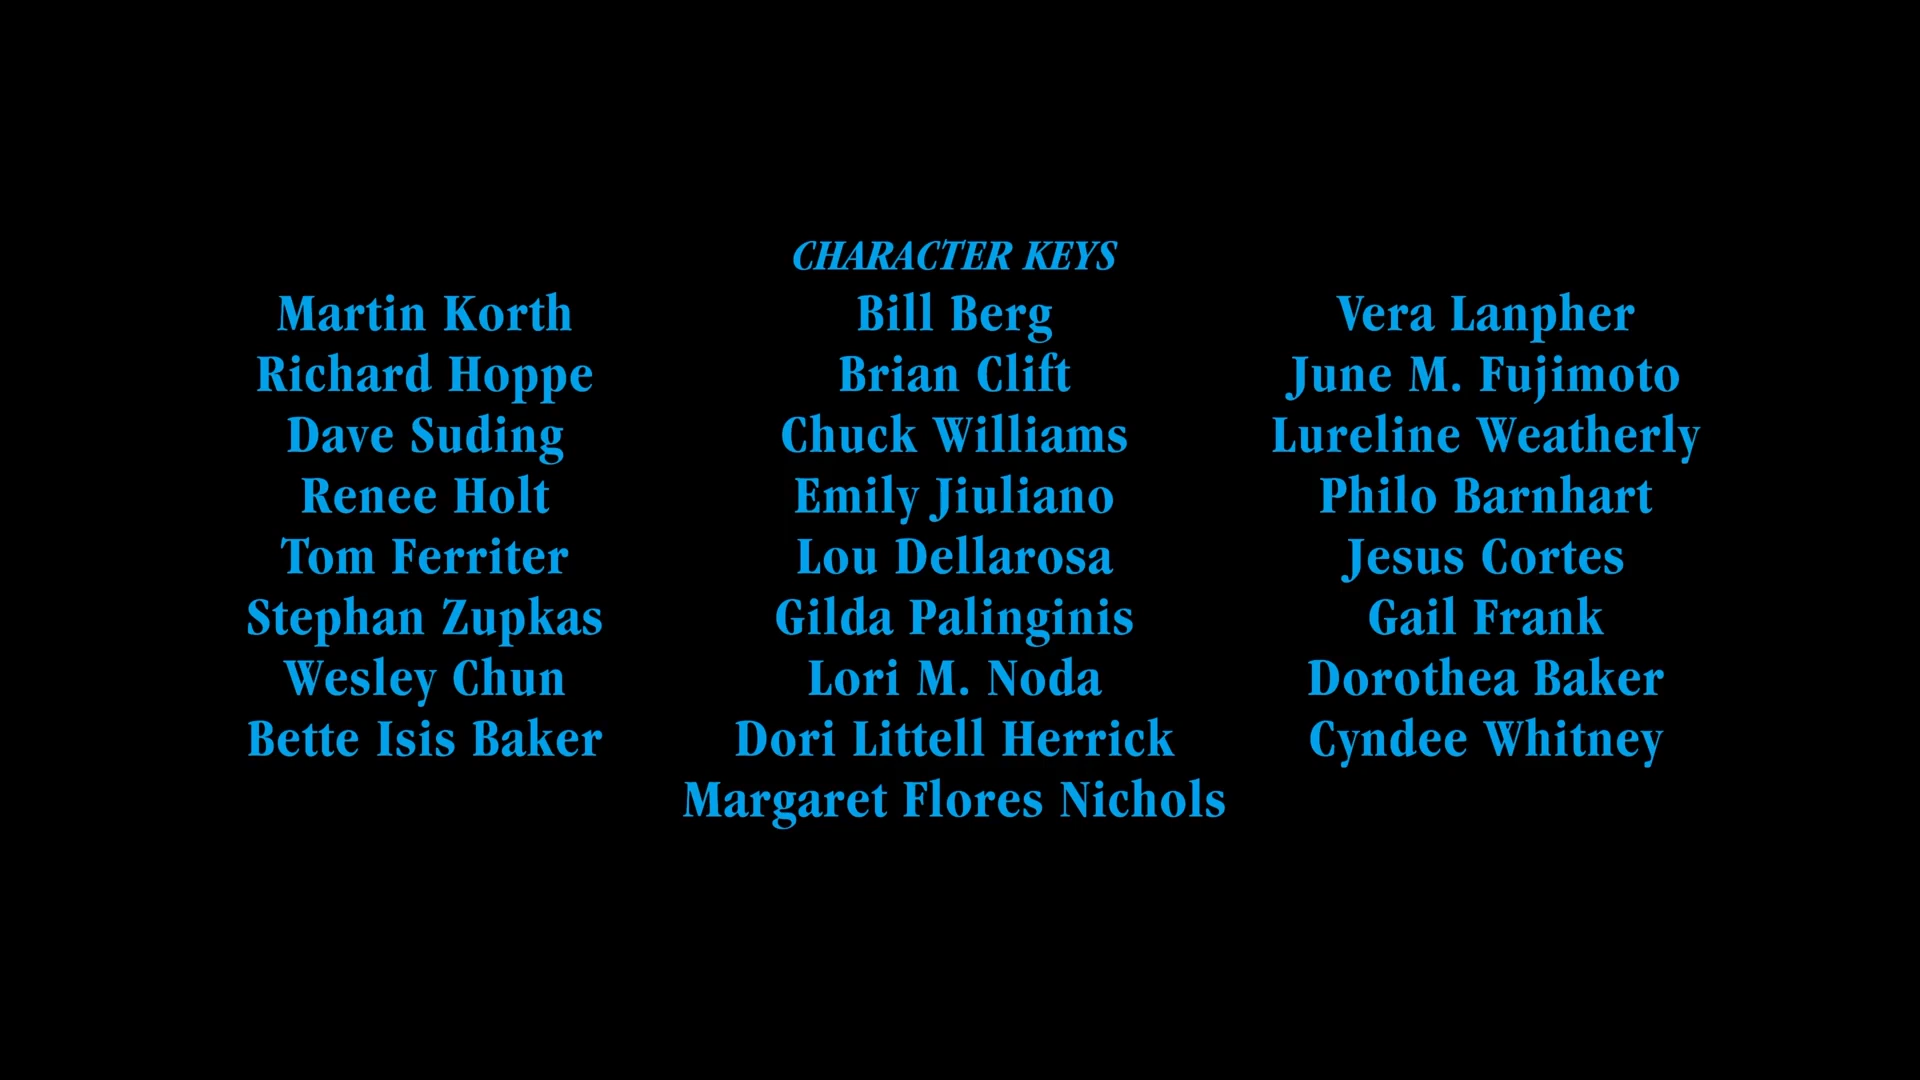 CHARACTER KEYS
Martin Korth Bill Berg Vera Lanpher
Richard Hoppe Brian Clift June M. Fujimoto
Dave Suding Chuck Williams Lureline Weatherly
Renee Holt Emily Jiuliano Philo Barnhart
Tom Ferriter Lou Dellarosa Jesus Cortes
Stephan Zupkas Gilda Palinginis Gail Frank
Wesley Chun Lori M. Noda Dorothea Baker
Bette Isis Baker Dori Littell Herrick Cyndee Whitney
Margaret Flores Nichols